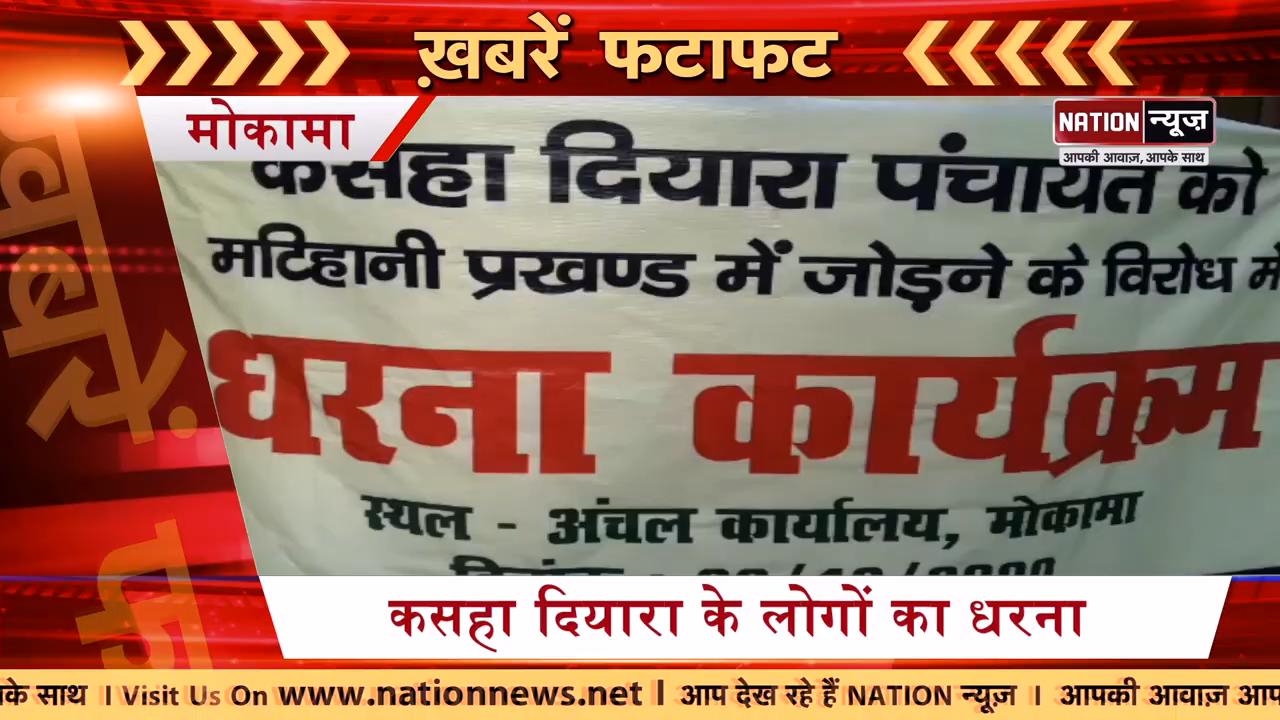 ख़बरें फटाफट
मोकामा
NATION न्यूज़
आपकी आवाज़, आपके साथ
कसहा दियारा पंचायत को
मटिहानी प्रखण्ड में जोड़ने के विरोध में
धरना कार्यक्रम
स्थल - अंचल कार्यालय, मोकामा
कसहा दियारा के लोगों का धरना
के साथ । Visit Us On www.nationnews.net । आप देख रहे हैं NATION न्यूज़ । आपकी आवाज़